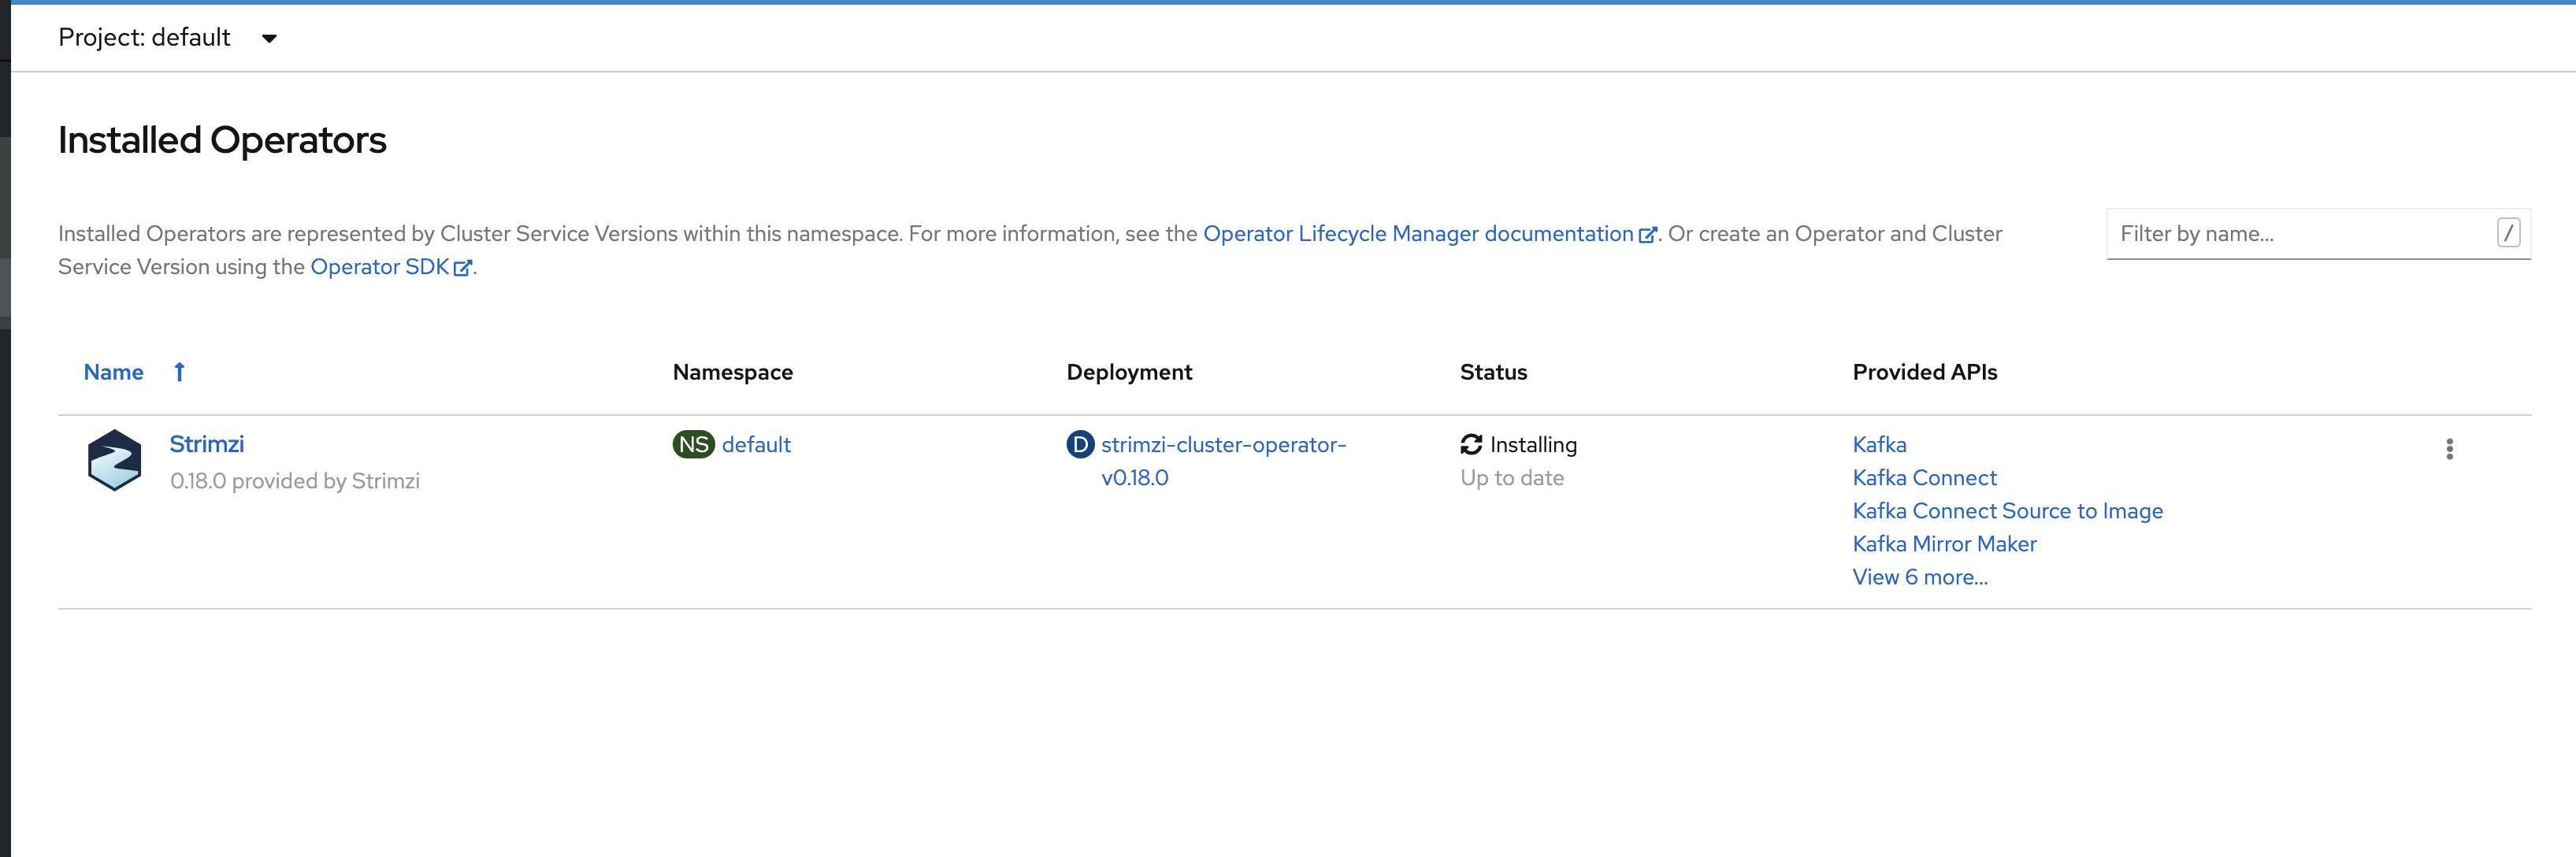 Project: default
Installed Operators
Installed Operators are represented by Cluster Service Versions within this namespace. For more information, see the Operator Lifecycle Manager documentation. Or create an Operator and Cluster
Service Version using the Operator SDK.
Filter by name...
/
Name
Namespace
Deployment
Status
Provided APIs
Strimzi
0.18.0 provided by Strimzi
NS default
D strimzi-cluster-operator-
v0.18.0
Installing
Up to date
Kafka
Kafka Connect
Kafka Connect Source to Image
Kafka Mirror Maker
View 6 more...